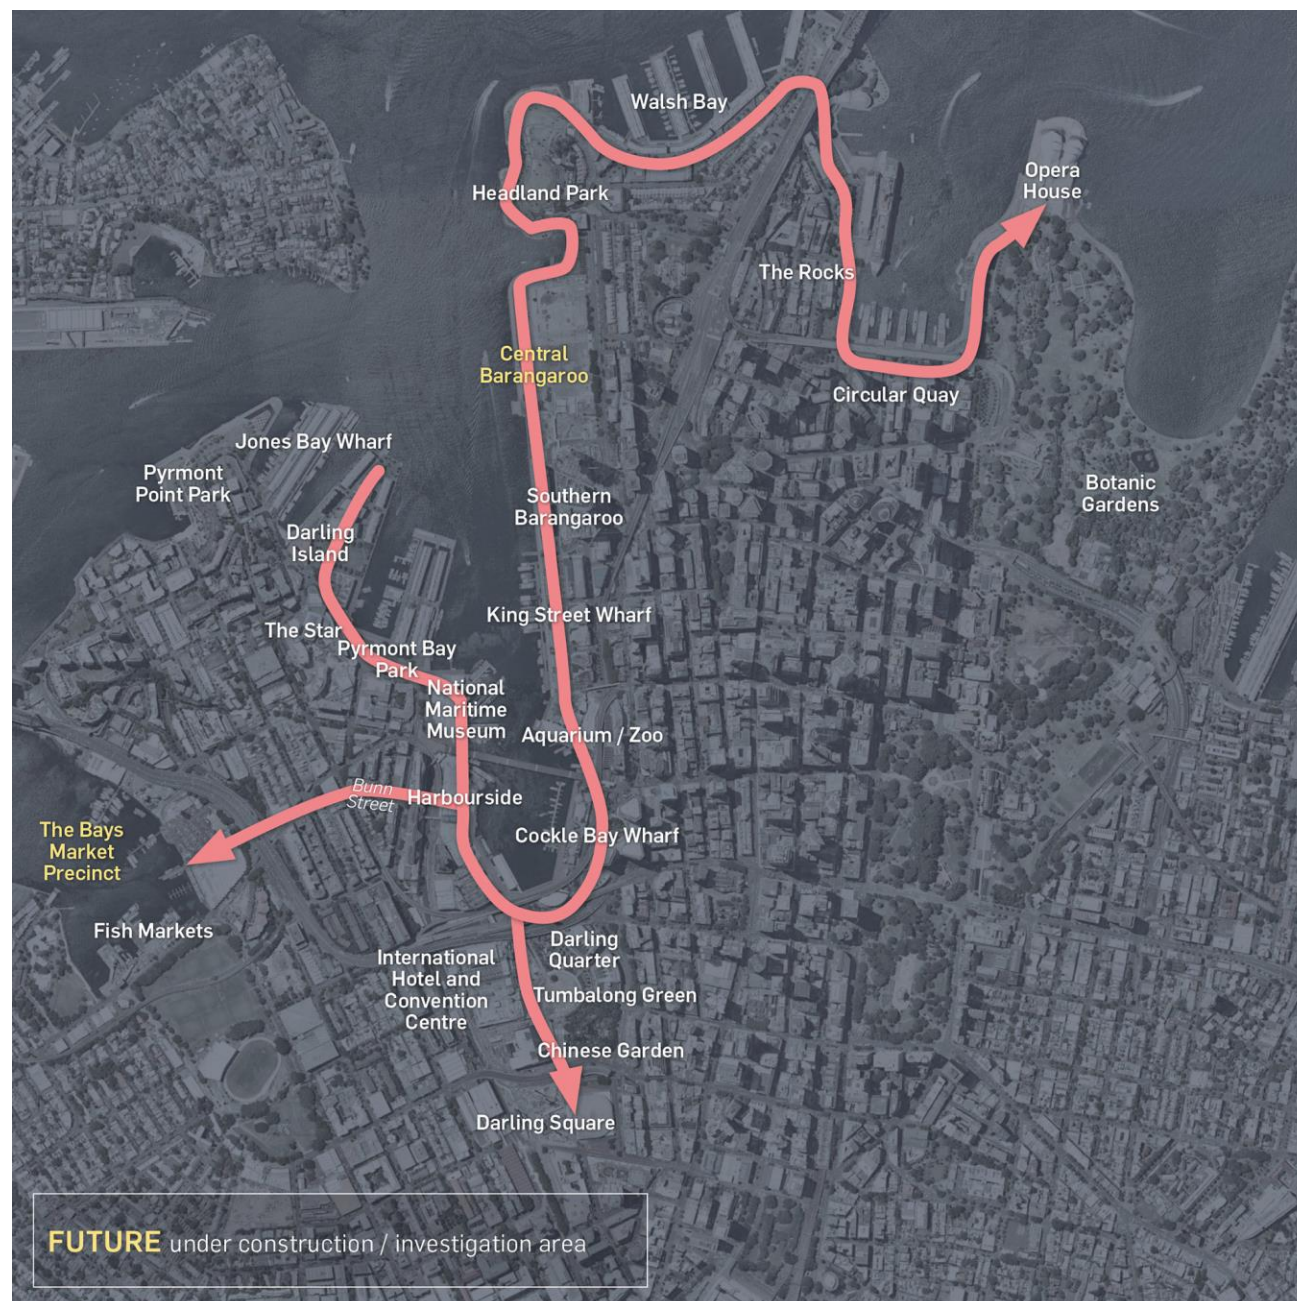 Walsh Bay
Opera
House
Headland Park
The Rocks
Central
Barangaroo
Circular Quay
Jones Bay Wharf
Pyrmont
Point Park
Botanic
Gardens
Southern
Barangaroo
Darling
Island
King Street Wharf
The Star
Pyrmont Bay
Park
National
Maritime
Museum
Aquarium / Zoo
Bunn
Street
Harbourside
The Bays
Market
Precinct
Cockle Bay Wharf
Fish Markets
Darling
Quarter
International
Hotel and
Convention
Centre
Tumbalong Green
Chinese Garden
Darling Square
FUTURE under construction / investigation area